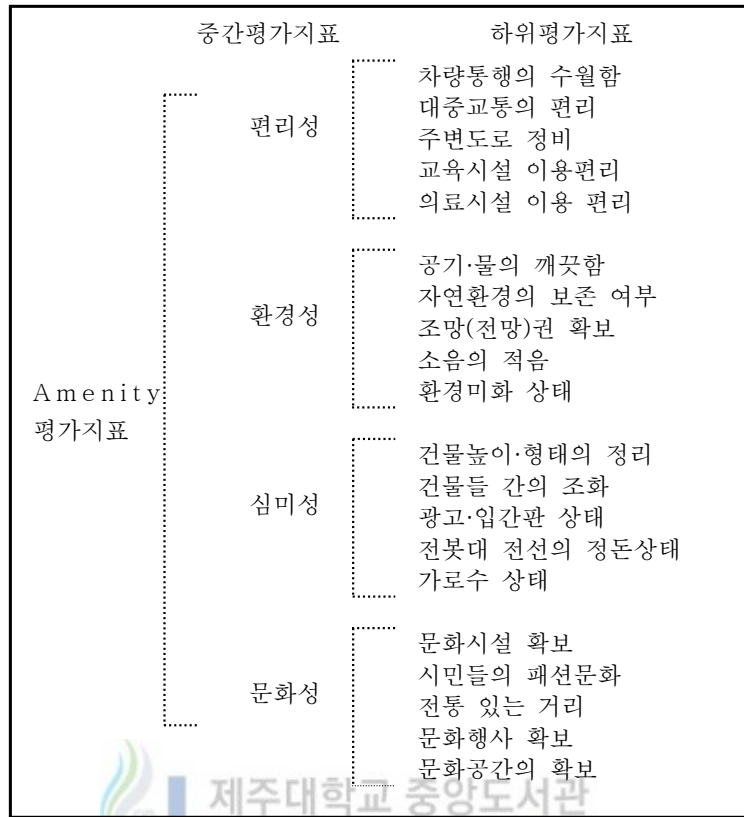 중간평가지표 하위평가지표
차량통행의 수월함
대중교통의 편리
편리성
주변도로 정비
교육시설 이용편리
의료시설 이용 편리
공기·물의 깨끗함
자연환경의 보존 여부
환경성
조망(전망)권 확보
소음의 적음
환경미화 상태
Amenity
평가지표
건물높이·형태의 정리
건물들 간의 조화
심미성
광고·입간판 상태
전봇대 전선의 정돈상태
가로수 상태
문화시설 확보
시민들의 패션문화
문화성
전통 있는 거리
문화행사 확보
문화공간의 확보
제주대학교 중앙도서관